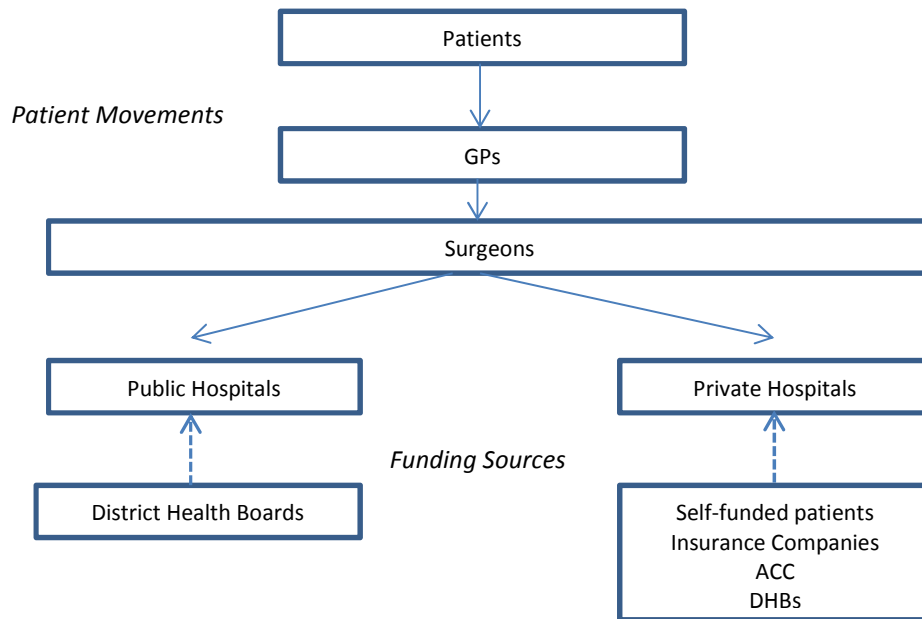 Patients
Patient Movements
GPs
Surgeons
Public Hospitals
Private Hospitals
Funding Sources
District Health Boards
Self-funded patients
Insurance Companies
ACC
DHBs